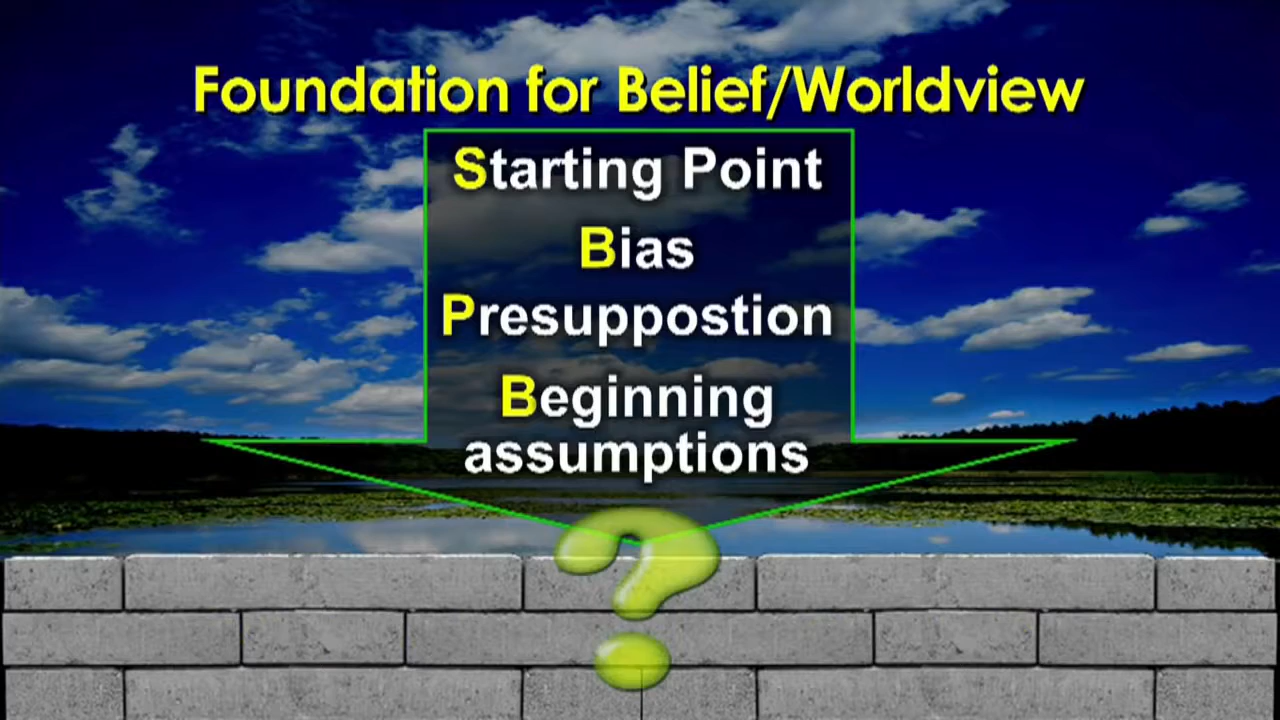 Foundation for Belief/Worldview
Starting Point
Bias
Presuppostion
Beginning
assumptions
?